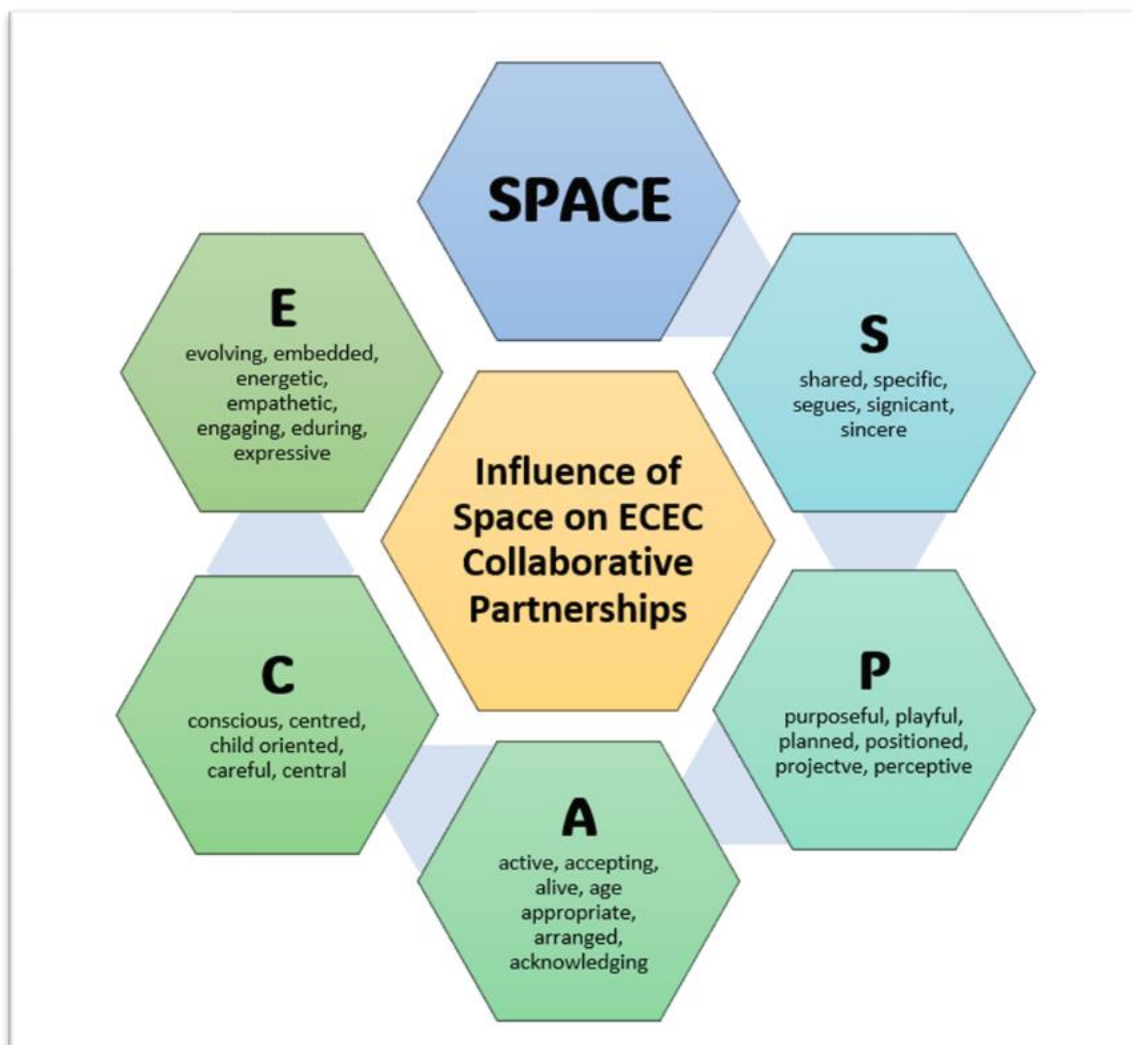 SPACE
S
shared, specific,
segues, signicant,
sincere
P
purposeful, playful,
planned, positioned,
projectve, perceptive
A
active, accepting,
alive, age
appropriate,
arranged,
acknowledging
C
conscious, centred,
child oriented,
careful, central
E
evolving, embedded,
energetic,
empathetic,
engaging, eduring,
expressive
Influence of
Space on ECEC
Collaborative
Partnerships